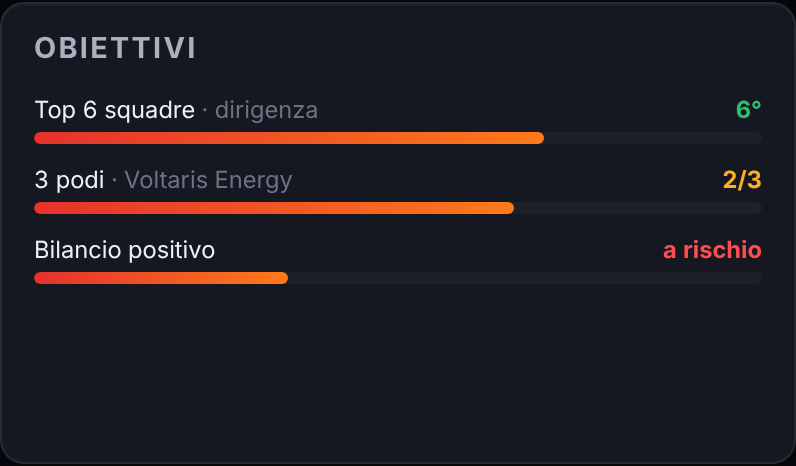 OBIETTIVI
Top 6 squadre · dirigenza 6°
3 podi · Voltaris Energy 2/3
Bilancio positivo a rischio